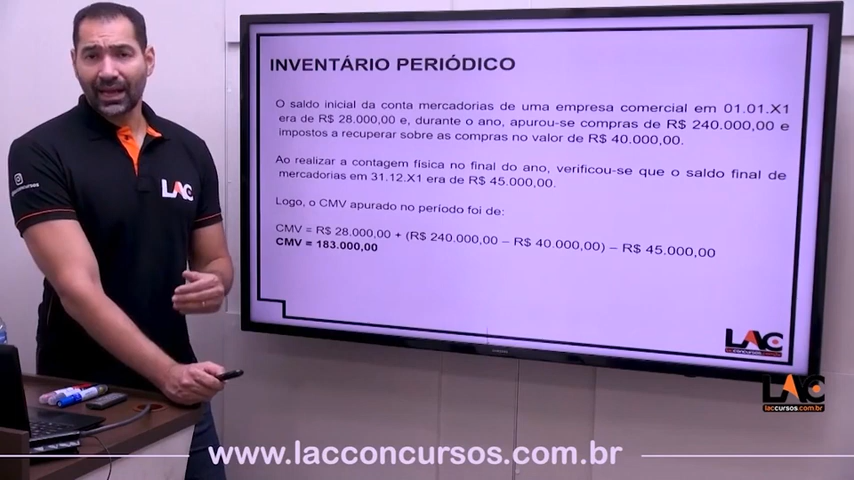 INVENTÁRIO PERIÓDICO
O saldo inicial da conta mercadorias de uma empresa comercial em 01.01.X1
era de R$ 28.000,00 e, durante o ano, apurou-se compras de R$ 240.000,00 e
impostos a recuperar sobre as compras no valor de R$ 40.000,00.
Ao realizar a contagem física no final do ano, verificou-se que o saldo final de
mercadorias em 31.12.X1 era de R$ 45.000,00.
Logo, o CMV apurado no período foi de:
CMV = R$ 28.000,00 + (R$ 240.000,00 – R$ 40.000,00) – R$ 45.000,00
CMV = 183.000,00
LAC
LAC
LAC
laccursos.com.br
www.lacconcursos.com.br